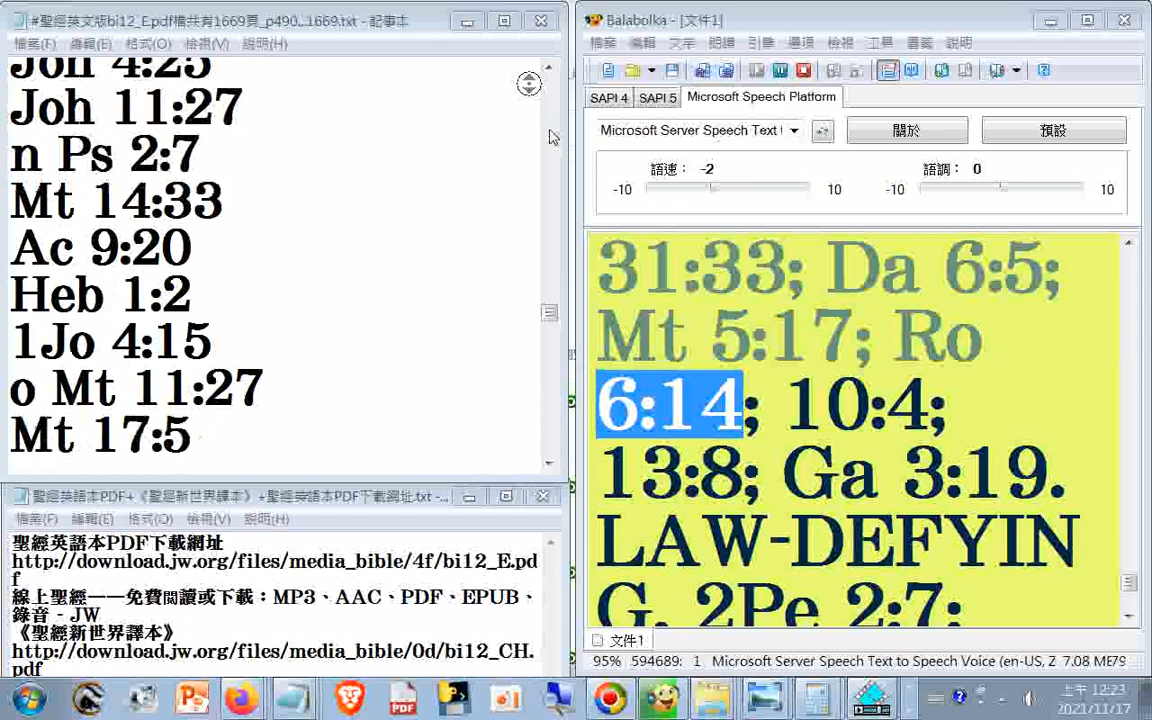 #聖經英文版bi12_E.pdf檔共有1669頁_p490...1669.txt - 記事本
檔案(F) 編輯(E) 格式(O) 檢視(V) 說明(H)
Joh 4:25
Joh 11:27
n Ps 2:7
Mt 14:33
Ac 9:20
Heb 1:2
1Jo 4:15
o Mt 11:27
Mt 17:5
聖經英語本PDF+《聖經新世界譯本》+聖經英語本PDF下載網址.txt -...
檔案(F) 編輯(E) 格式(O) 檢視(V) 說明(H)
聖經英語本PDF下載網址
http://download.jw.org/files/media_bible/4f/bi12_E.pd
f
線上聖經——免費閱讀或下載：MP3、AAC、PDF、EPUB、
錄音 - JW
《聖經新世界譯本》
http://download.jw.org/files/media_bible/0d/bi12_CH.
pdf
Balabolka - [文件1]
檔案 編輯 文字 朗讀 引擎 選項 檢視 工具 書籤 說明
SAPI 4 SAPI 5 Microsoft Speech Platform
Microsoft Server Speech Text
關於 預設
語速： -2 語調： 0
-10 10 -10 10
31:33; Da 6:5;
Mt 5:17; Ro
6:14; 10:4;
13:8; Ga 3:19.
LAW-DEFYIN
G. 2Pe 2:7;
文件1
95% 594689: 1 Microsoft Server Speech Text to Speech Voice (en-US, Z 7.08 МБ
上午 12:23
2021/11/17